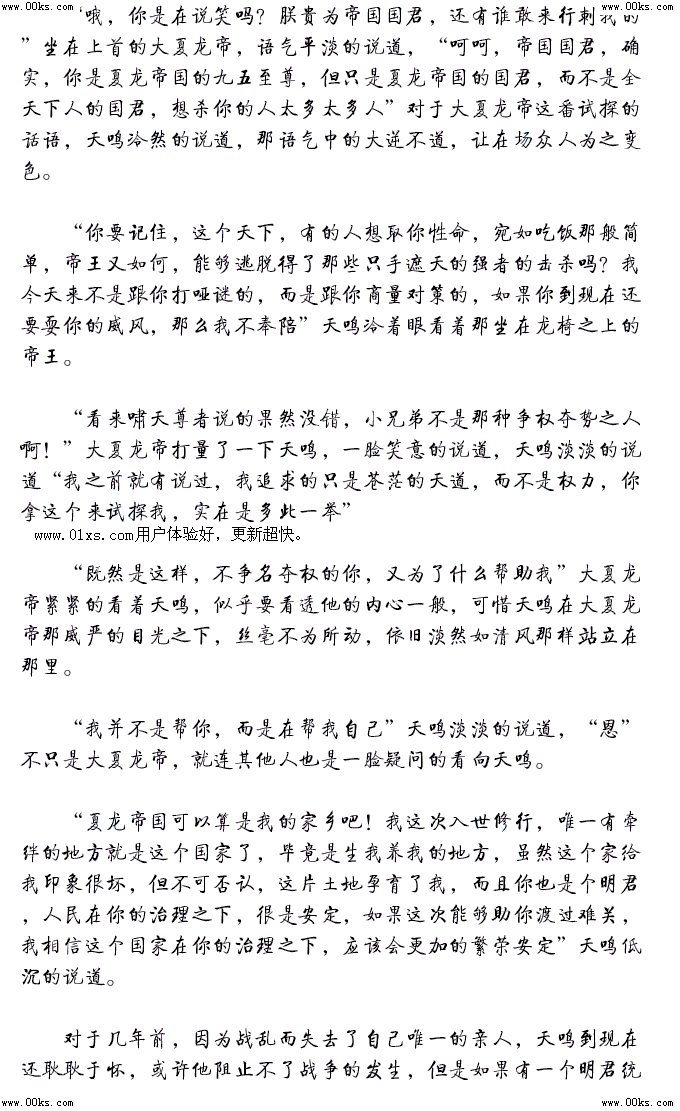 www.00ks.com www.00ks.com
“哦，你是在说笑吗？朕贵为帝国国君，还有谁敢来行刺我的
”坐在上首的大夏龙帝，语气平淡的说道，“呵呵，帝国国君，确
实，你是夏龙帝国的九五至尊，但只是夏龙帝国的国君，而不是全
天下人的国君，想杀你的人太多太多人”对于大夏龙帝这番试探的
话语，天鸣冷然的说道，那语气中的大逆不道，让在场众人为之变
色。
“你要记住，这个天下，有的人想取你性命，宛如吃饭那般简
单，帝王又如何，能够逃脱得了那些只手遮天的强者的击杀吗？我
今天来不是跟你打哑谜的，而是跟你商量对策的，如果你到现在还
要耍你的威风，那么我不奉陪”天鸣冷着眼看着那坐在龙椅之上的
帝王。
“看来啸天尊者说的果然没错，小兄弟不是那种争权夺势之人
啊！”大夏龙帝打量了一下天鸣，一脸笑意的说道，天鸣淡淡的说
道“我之前就有说过，我追求的只是苍茫的天道，而不是权力，你
拿这个来试探我，实在是多此一举”
www.01xs.com用户体验好，更新超快。
“既然是这样，不争名夺权的你，又为了什么帮助我”大夏龙
帝紧紧的看着天鸣，似乎要看透他的内心一般，可惜天鸣在大夏龙
帝那威严的目光之下，丝毫不为所动，依旧淡然如清风那样站立在
那里。
“我并不是帮你，而是在帮我自己”天鸣淡淡的说道，“恩”
不只是大夏龙帝，就连其他人也是一脸疑问的看向天鸣。
“夏龙帝国可以算是我的家乡吧！我这次入世修行，唯一有牵
绊的地方就是这个国家了，毕竟是生我养我的地方，虽然这个家给
我印象很坏，但不可否认，这片土地孕育了我，而且你也是个明君
，人民在你的治理之下，很是安定，如果这次能够助你渡过难关，
我相信这个国家在你的治理之下，应该会更加的繁荣安定”天鸣低
沉的说道。
对于几年前，因为战乱而失去了自己唯一的亲人，天鸣到现在
还耿耿于怀，或许他阻止不了战争的发生，但是如果有一个明君统
www.00ks.com www.00ks.com